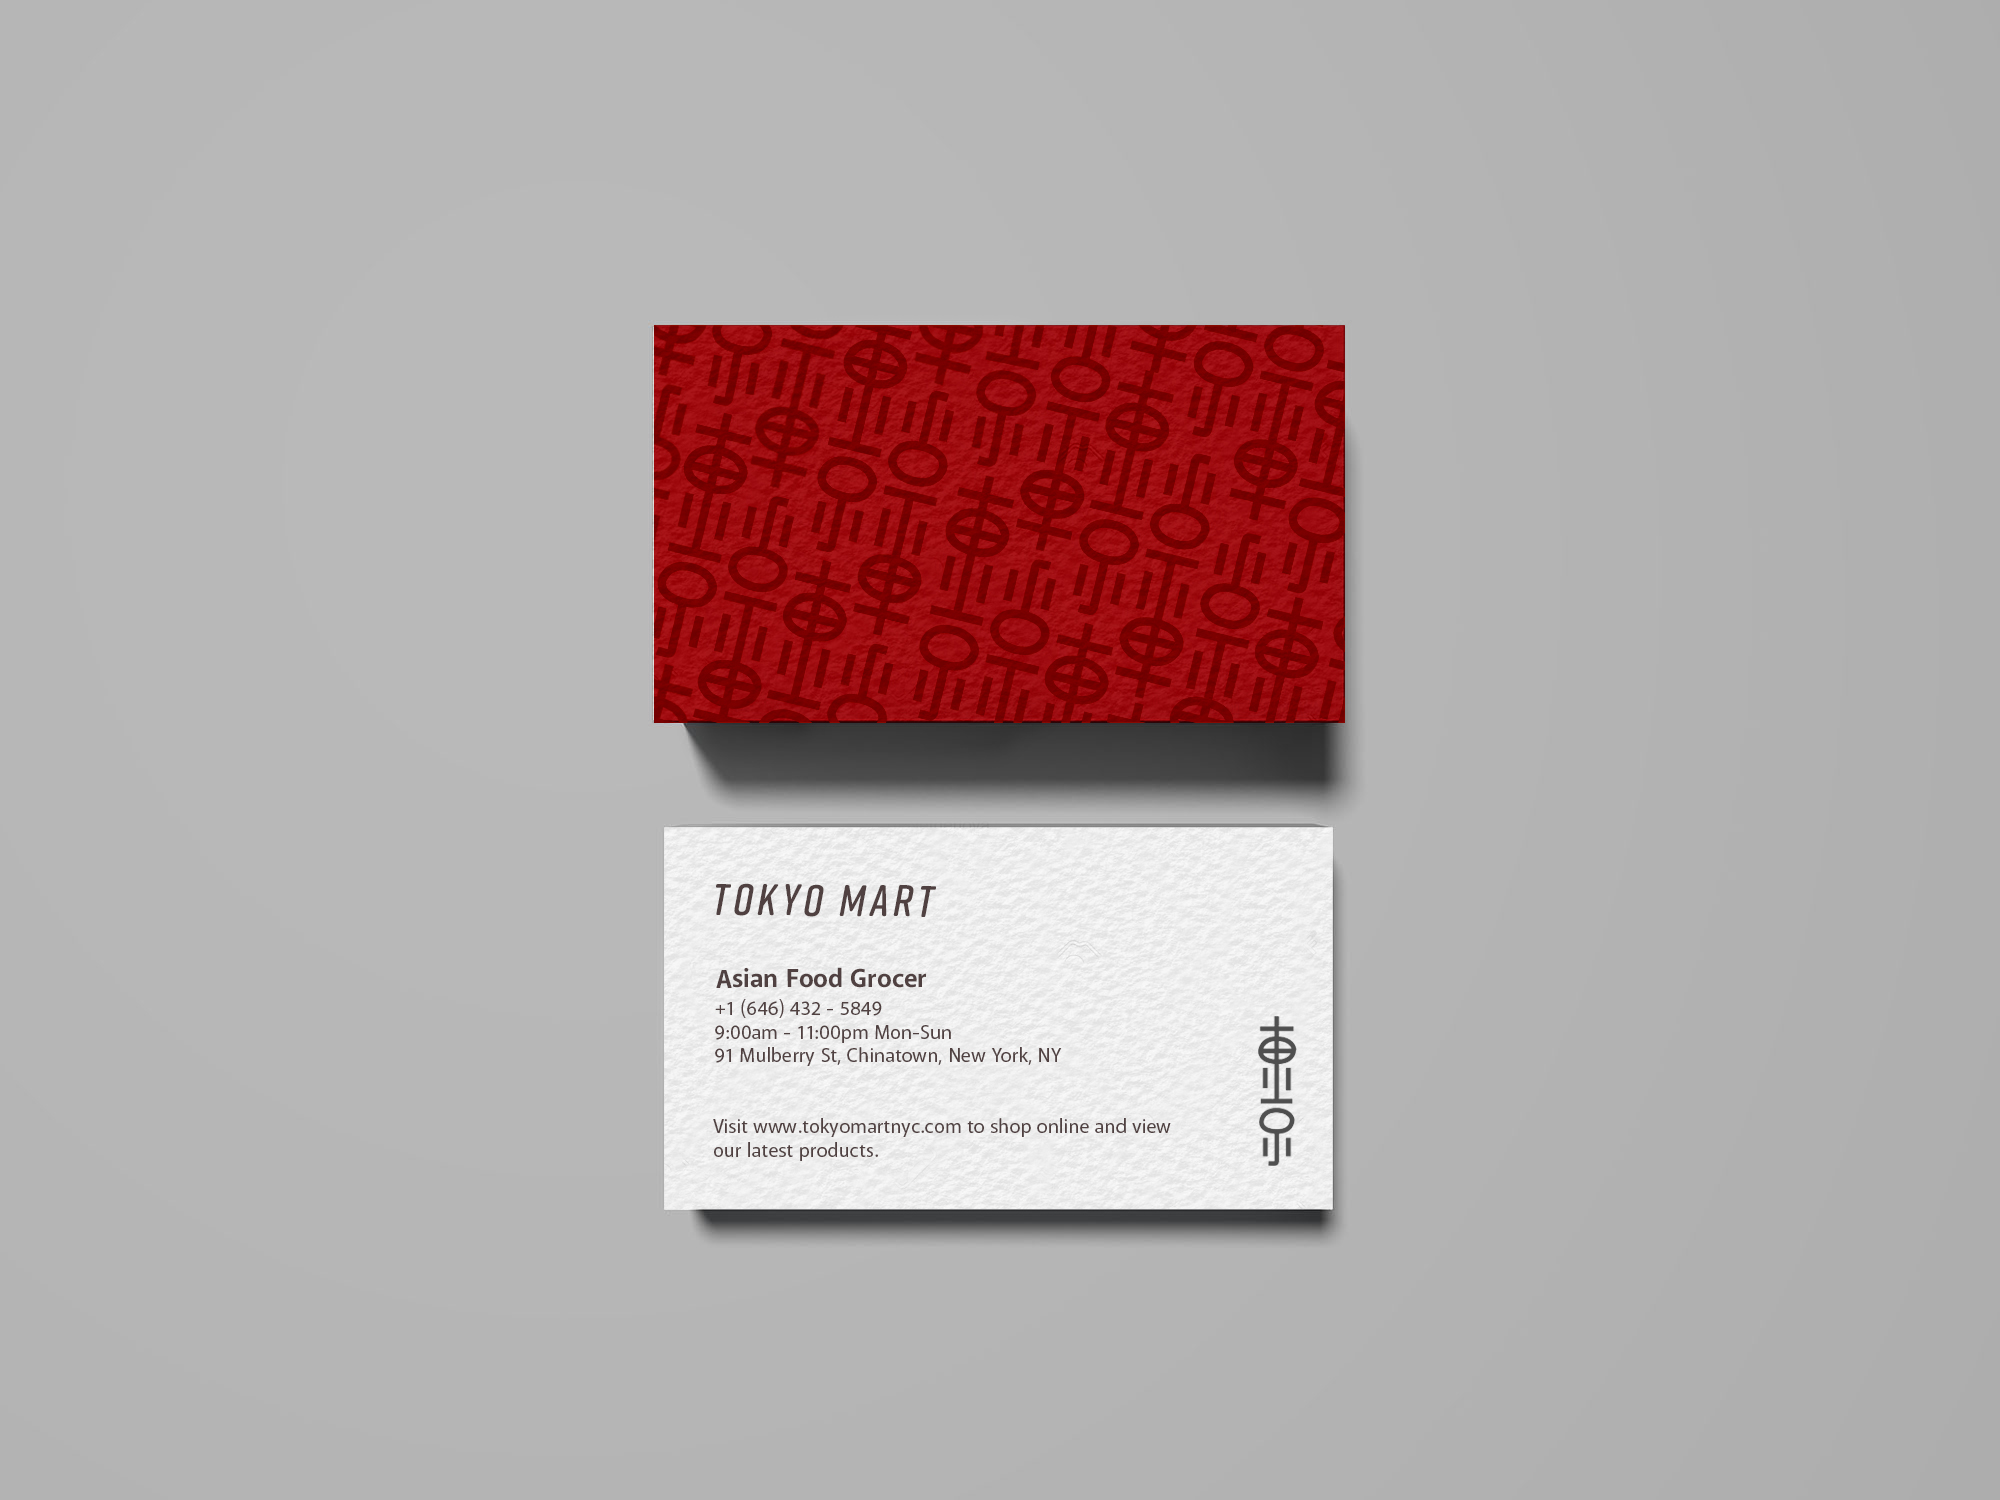 TOKYO MART
Asian Food Grocer
+1 (646) 432 - 5849
9:00am - 11:00pm Mon-Sun
91 Mulberry St, Chinatown, New York, NY
Visit www.tokyomartnyc.com to shop online and view
our latest products.